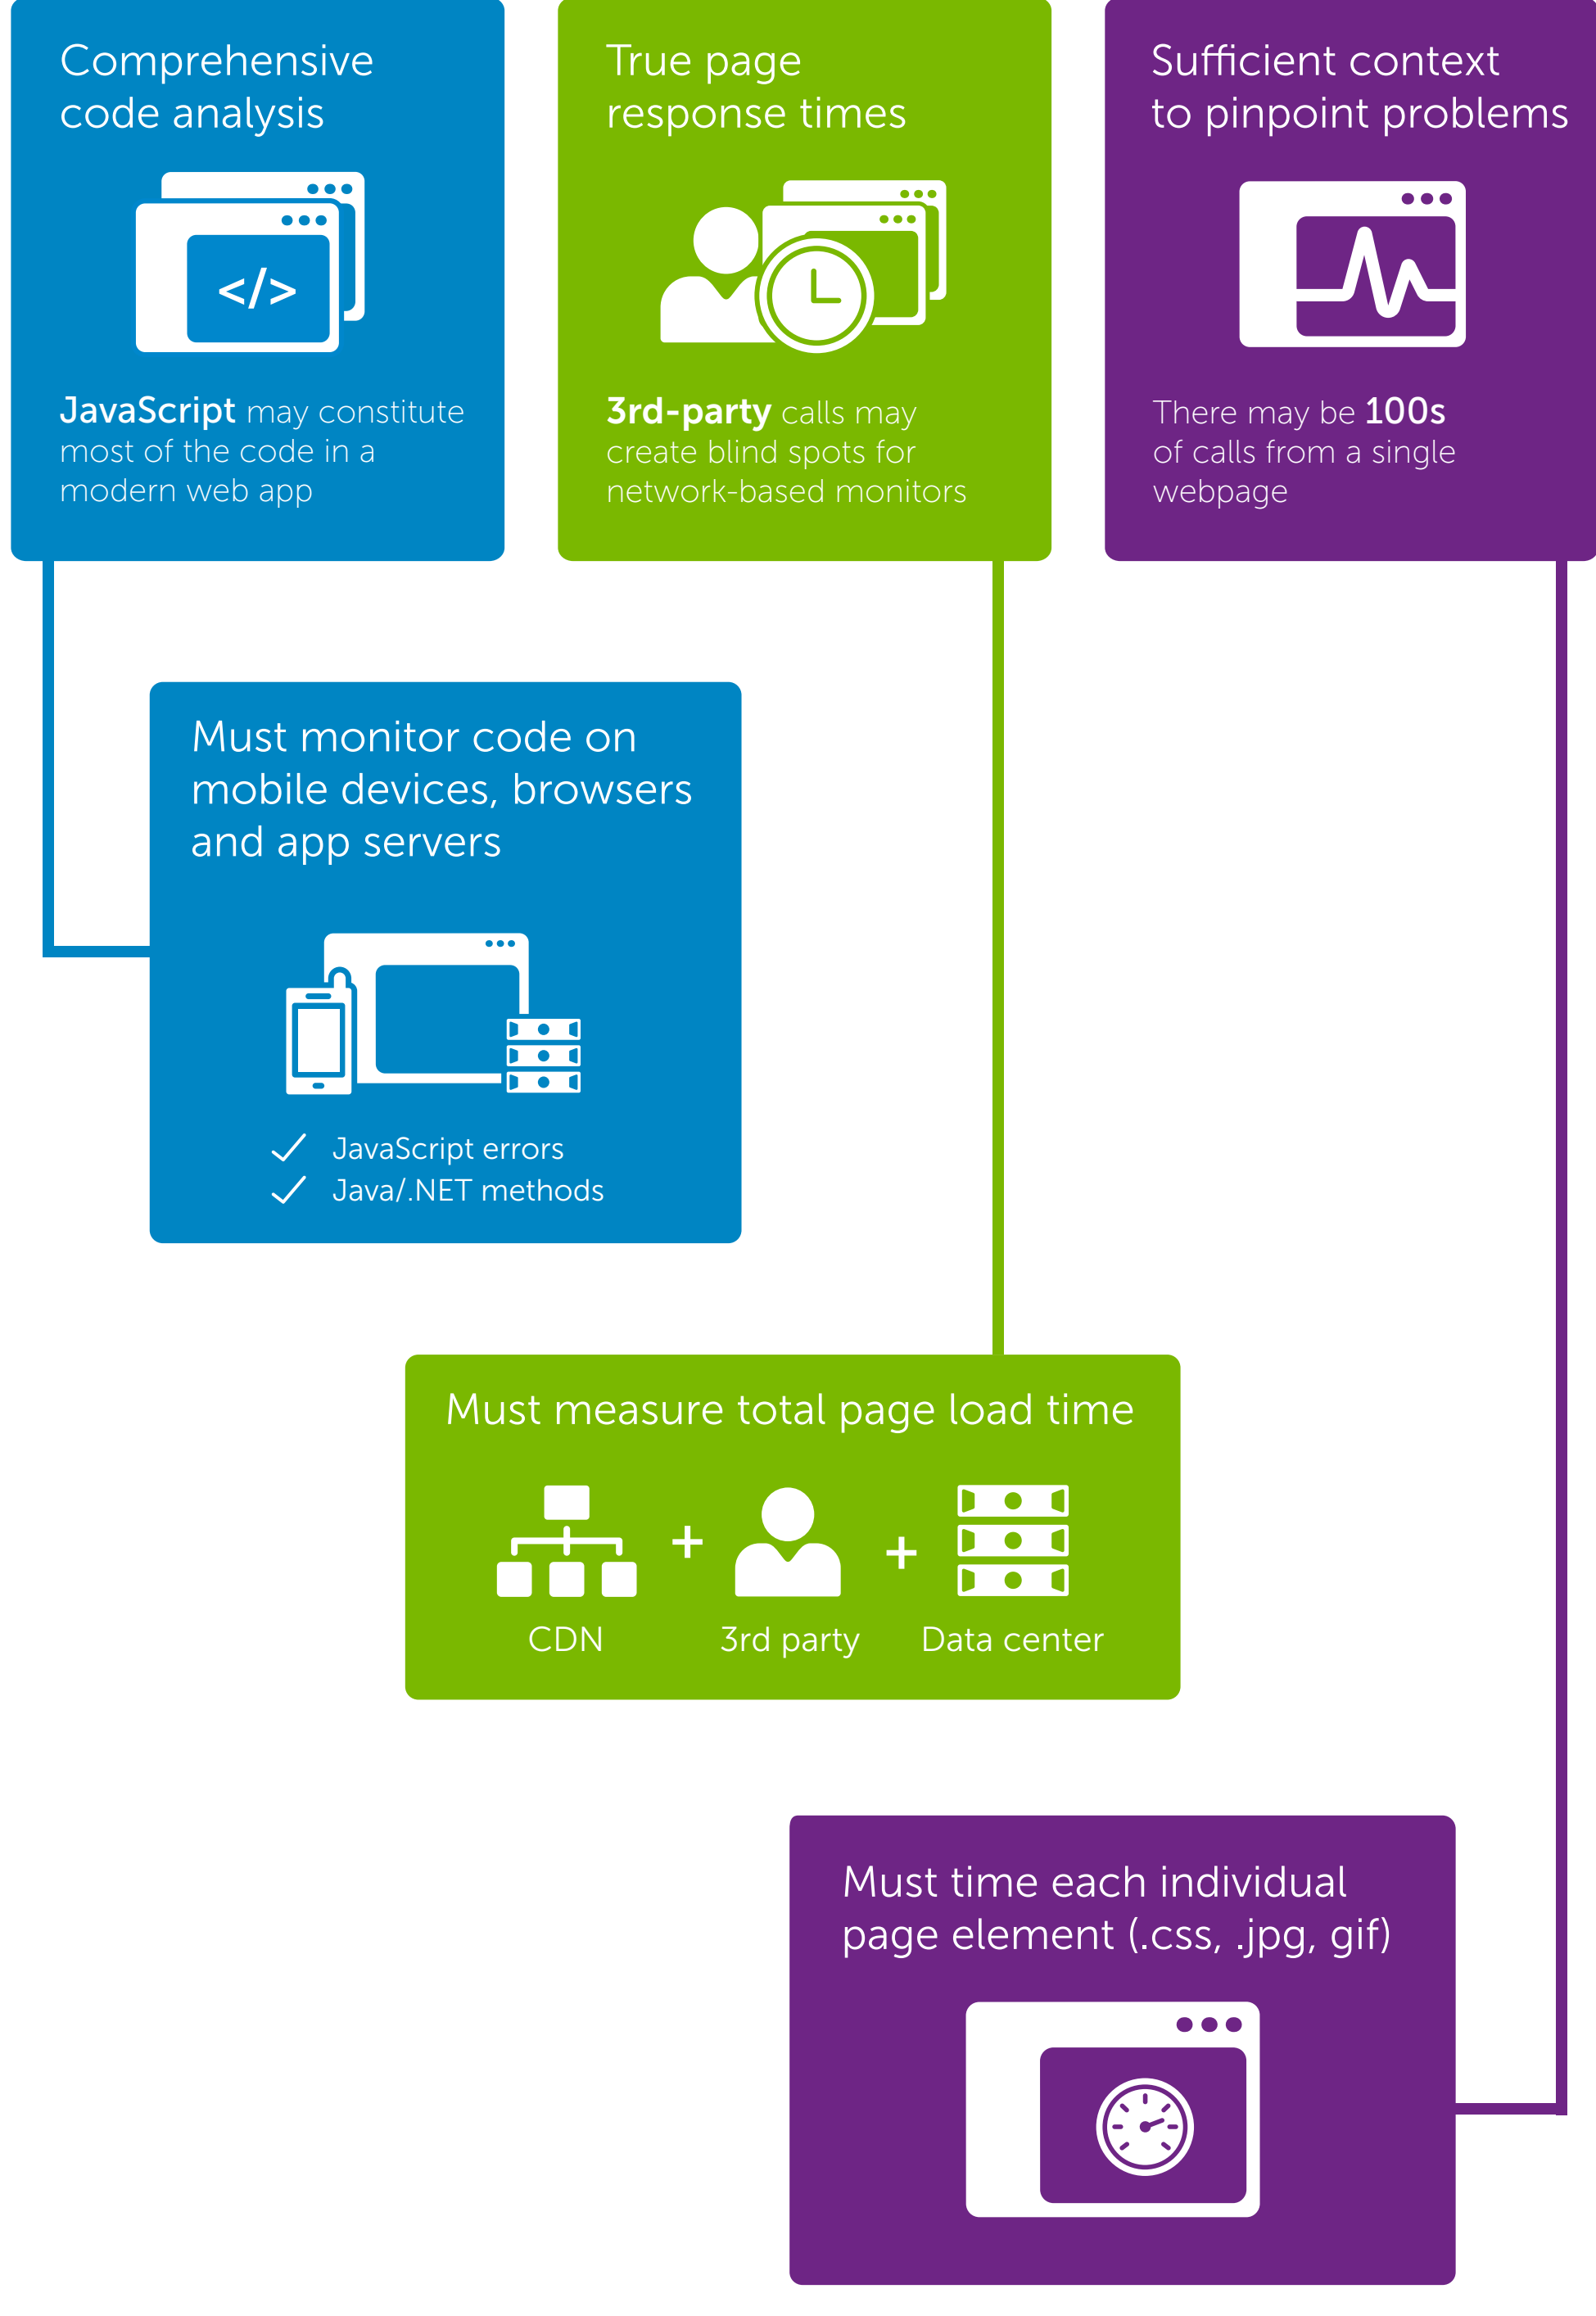 Comprehensive
code analysis
</>
JavaScript may constitute
most of the code in a
modern web app
True page
response times
3rd-party calls may
create blind spots for
network-based monitors
Sufficient context
to pinpoint problems
There may be 100s
of calls from a single
webpage
Must monitor code on
mobile devices, browsers
and app servers
JavaScript errors
Java/.NET methods
Must measure total page load time
+ +
CDN 3rd party Data center
Must time each individual
page element (.css, .jpg, gif)